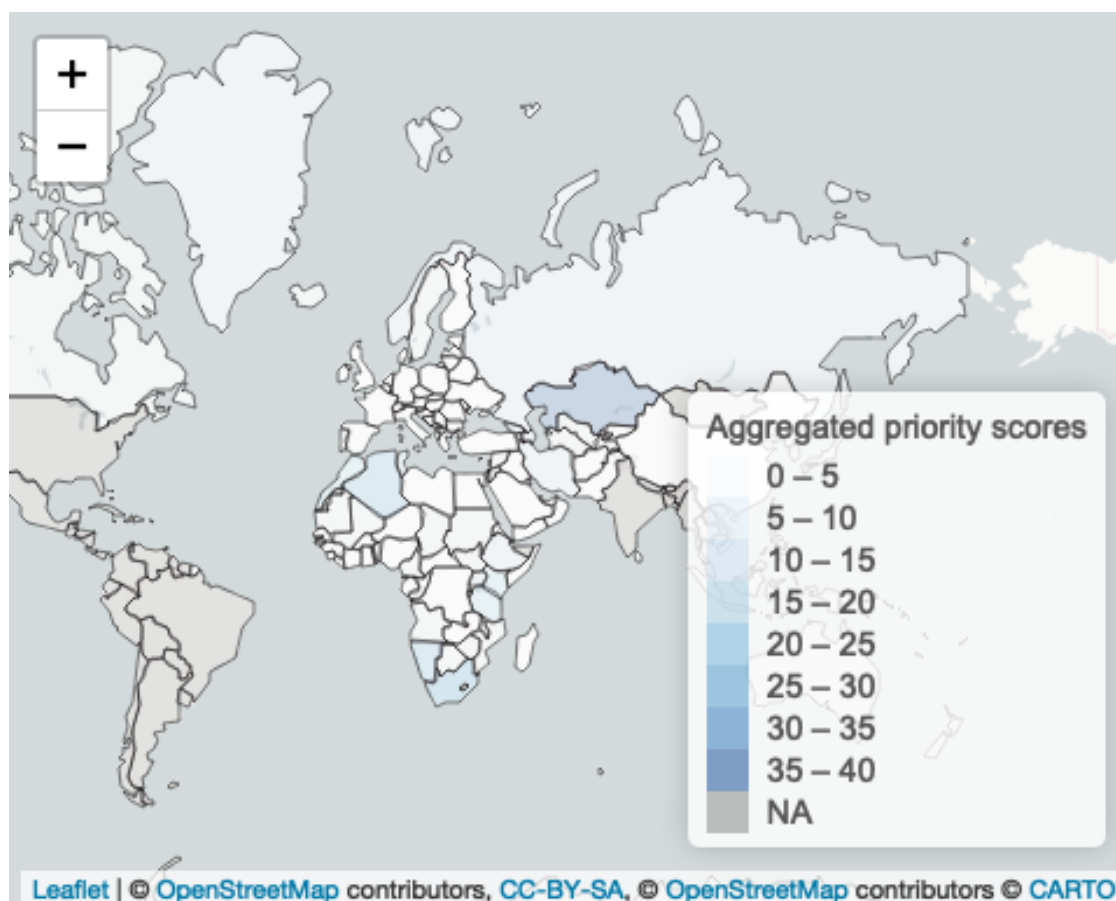 +
−
Aggregated priority scores
0 – 5
5 – 10
10 – 15
15 – 20
20 – 25
25 – 30
30 – 35
35 – 40
NA
Leaflet | © OpenStreetMap contributors, CC-BY-SA, © OpenStreetMap contributors © CARTO